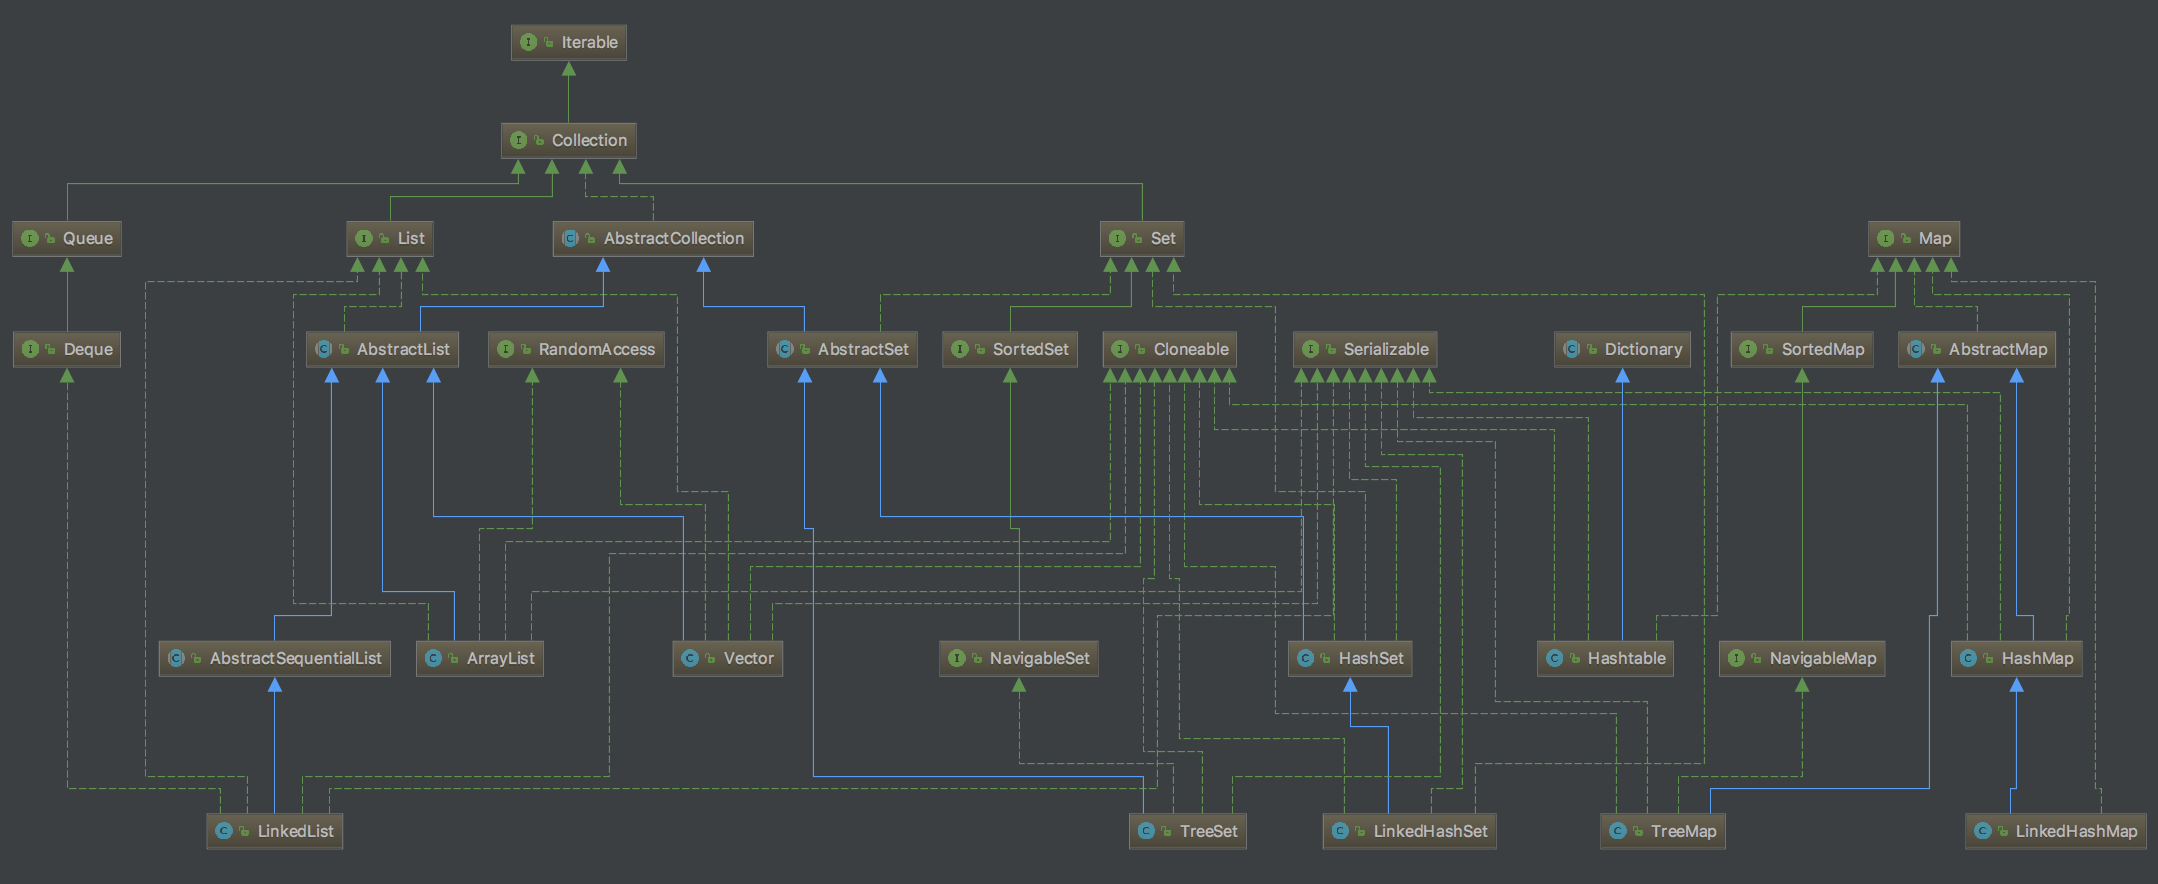 Iterable
Collection
Queue
List
AbstractCollection
Set
Map
Deque
AbstractList
RandomAccess
AbstractSet
SortedSet
Cloneable
Serializable
Dictionary
SortedMap
AbstractMap
AbstractSequentialList
ArrayList
Vector
NavigableSet
HashSet
Hashtable
NavigableMap
HashMap
LinkedList
TreeSet
LinkedHashSet
TreeMap
LinkedHashMap